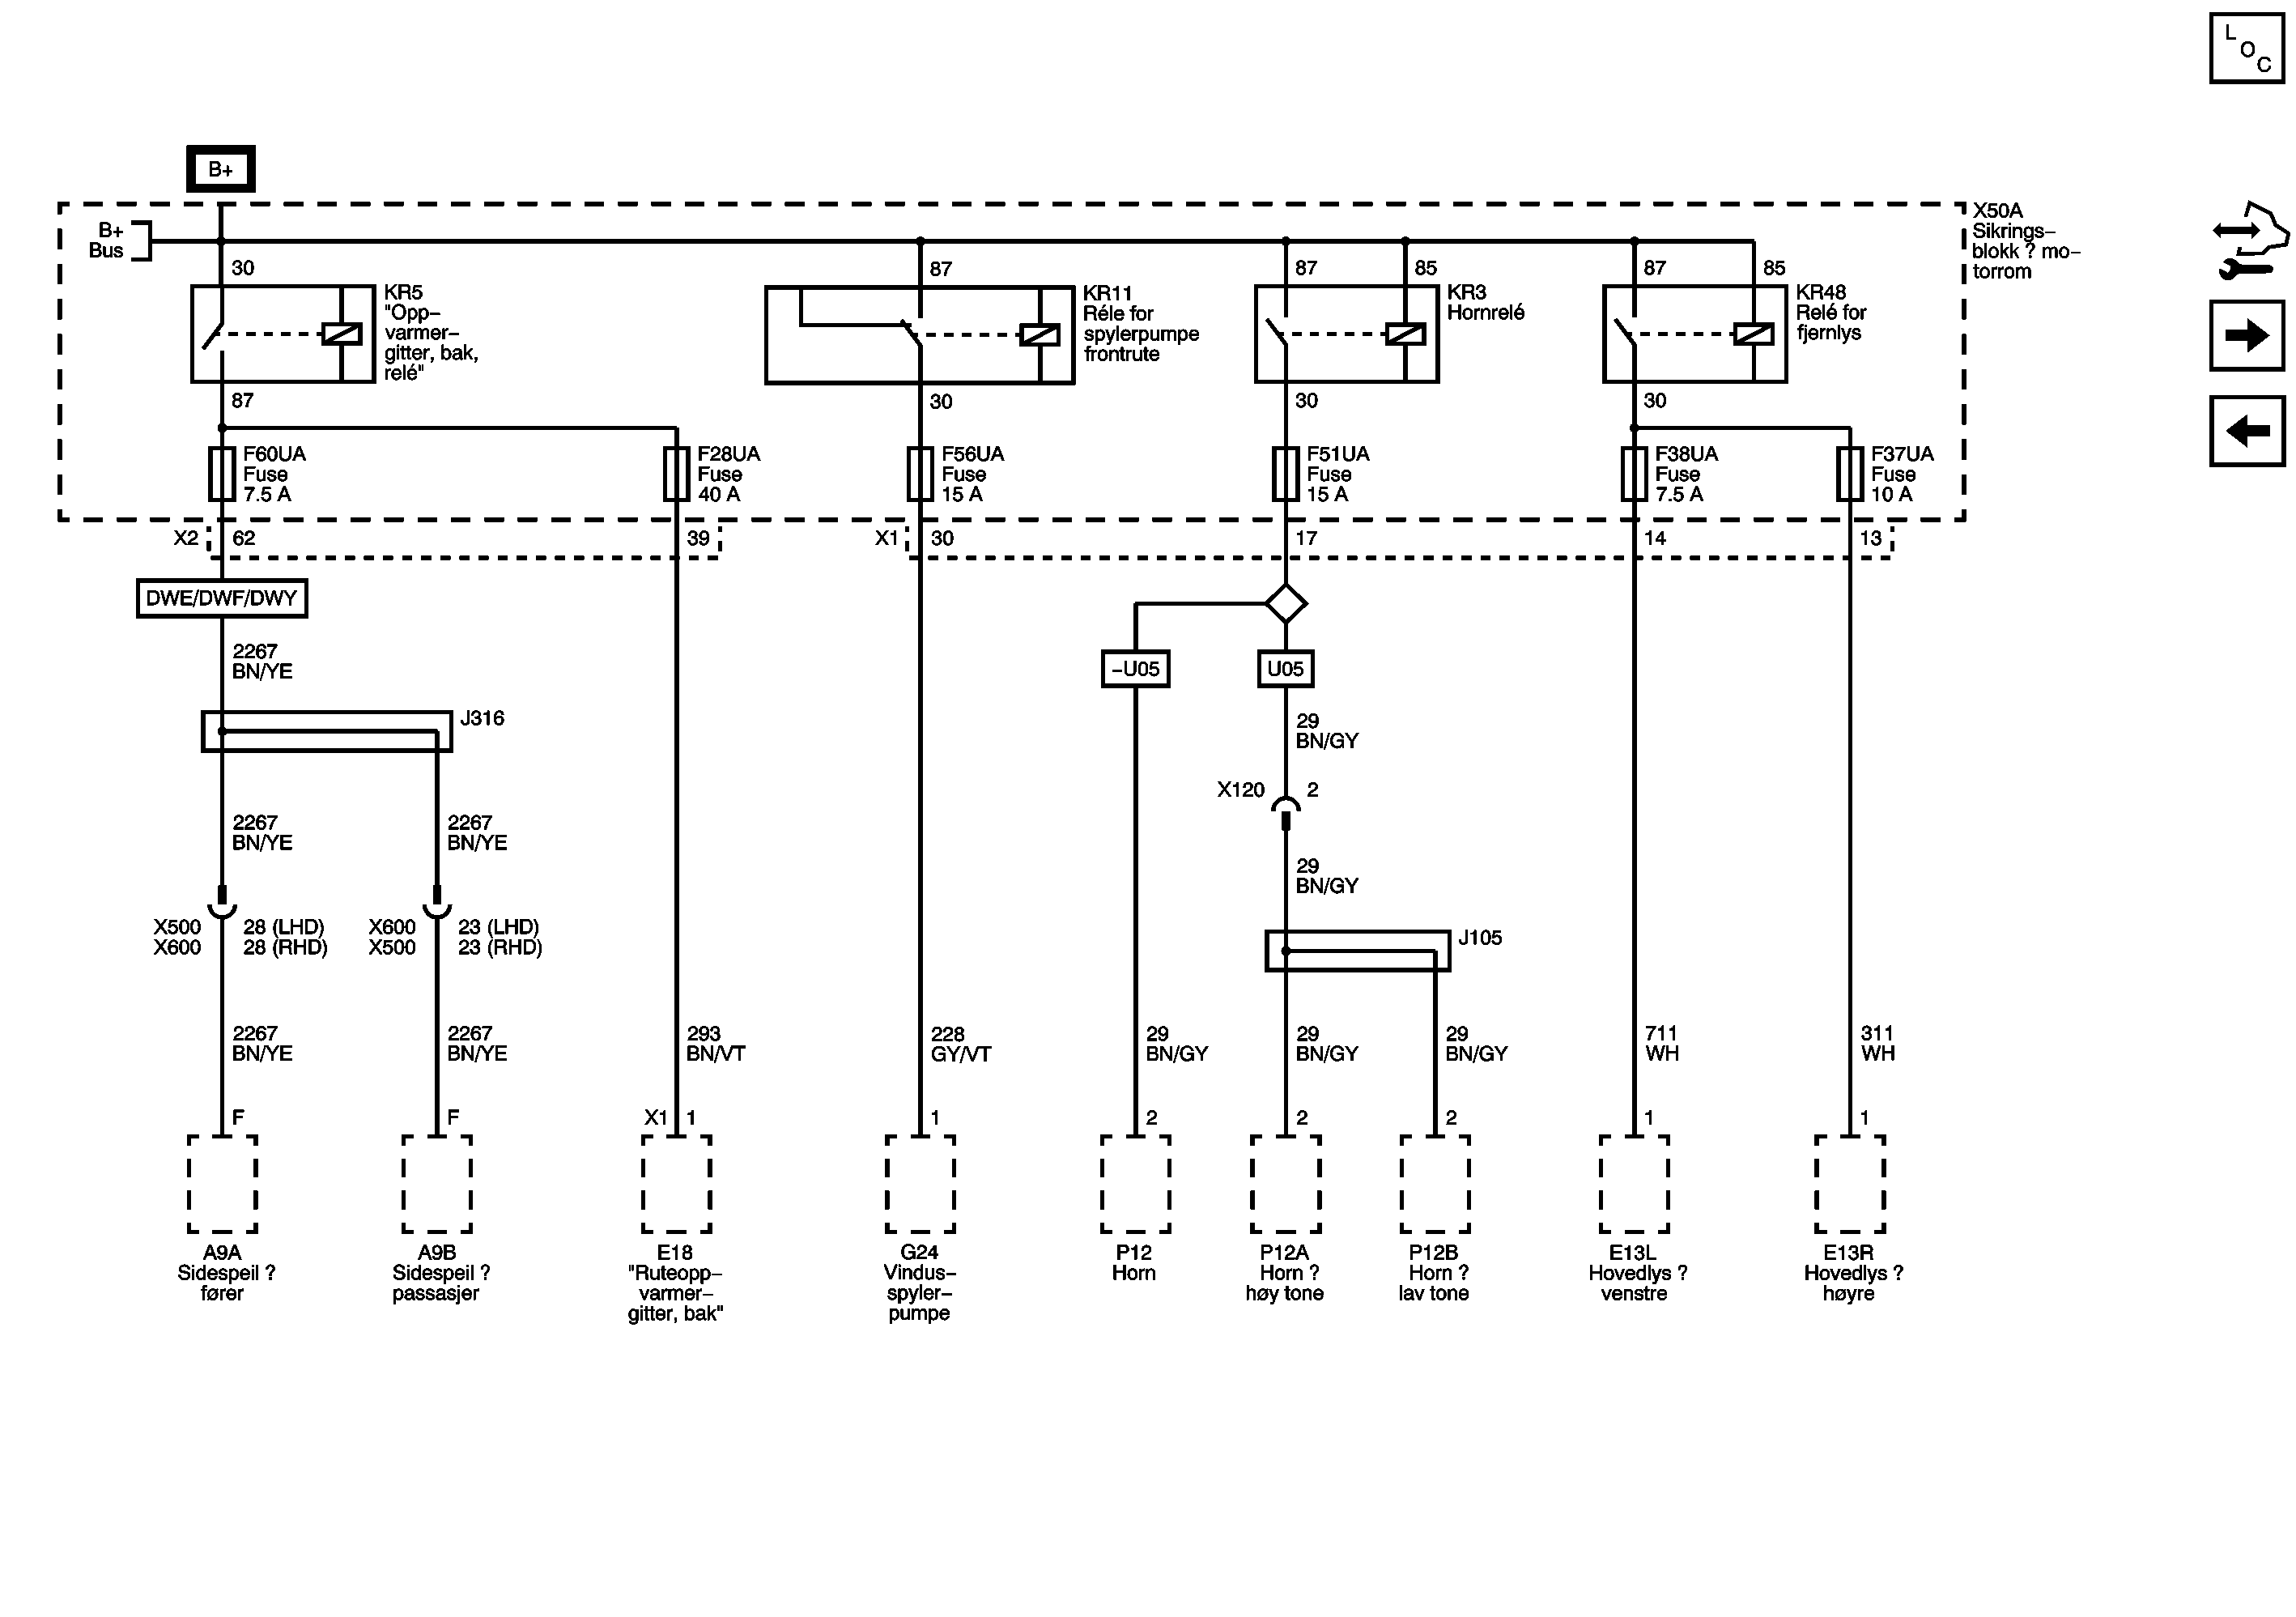 L
O
C
B+
B+
Bus
X50A
Sikrings–
blokk ? mo–
torrom
30
87
87
85
87
85
KR5
"Opp–
varmer–
gitter, bak,
relé"
KR11
Réle for
spylerpumpe
frontrute
KR3
Hornrelé
KR48
Relé for
fjernlys
87
30
30
30
F60UA
Fuse
7.5 A
F28UA
Fuse
40 A
F56UA
Fuse
15 A
F51UA
Fuse
15 A
F38UA
Fuse
7.5 A
F37UA
Fuse
10 A
X2
62
39
X1
30
17
14
13
DWE/DWF/DWY
2267
BN/YE
–U05
U05
J316
29
BN/GY
X120
2
2267
BN/YE
2267
BN/YE
29
BN/GY
X500
X600
28 (LHD)
28 (RHD)
X600
X500
23 (LHD)
23 (RHD)
J105
2267
BN/YE
2267
BN/YE
293
BN/VT
228
GY/VT
29
BN/GY
29
BN/GY
29
BN/GY
711
WH
311
WH
F
F
X1
1
1
2
2
2
1
1
A9A
Sidespeil ?
fører
A9B
Sidespeil ?
passasjer
E18
"Ruteopp–
varmer–
gitter, bak"
G24
Vindus–
spyler–
pumpe
P12
Horn
P12A
Horn ?
høy tone
P12B
Horn ?
lav tone
E13L
Hovedlys ?
venstre
E13R
Hovedlys ?
høyre